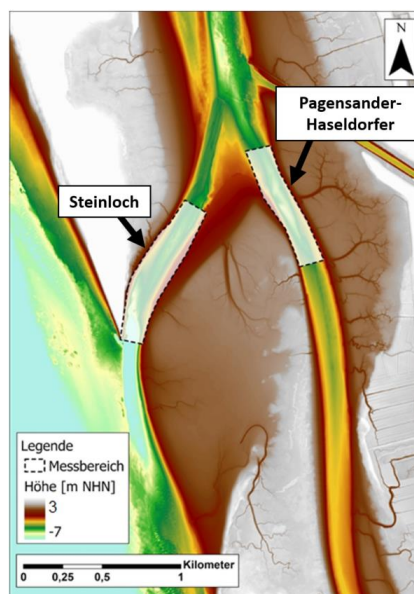 N
Pagensander-
Haseldorfer
Steinloch
Legende
Messbereich
Höhe [m NHN]
3
-7
Kilometer
0 0,25 0,5 1